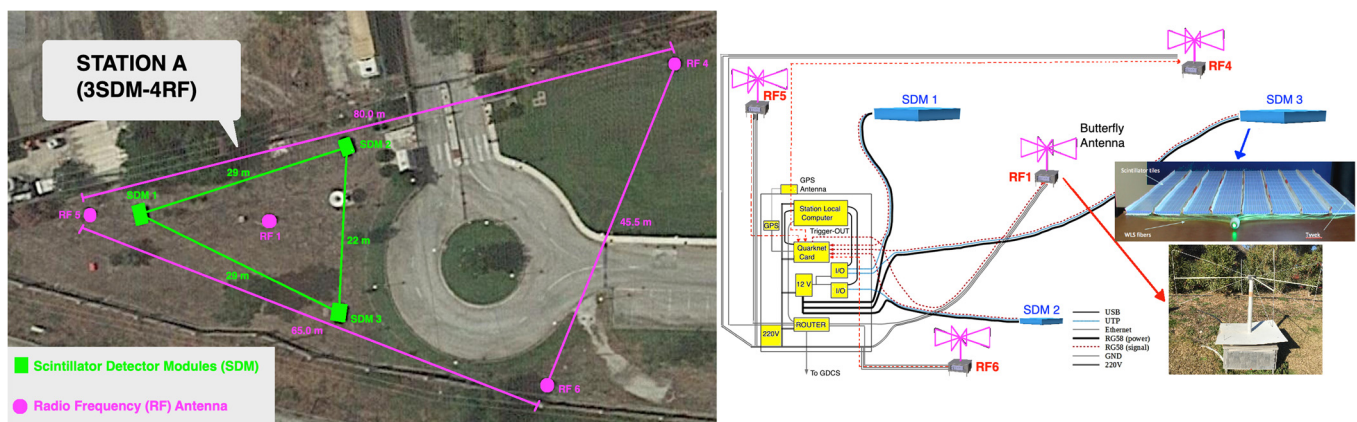 STATION A
(3SDM-4RF)
RF 4
80.0 m
SDM 2
29 m
SDM 1
RF 5
RF 1
22 m
45.5 m
28 m
SDM 3
65.0 m
RF 6
Scintillator Detector Modules (SDM)
Radio Frequency (RF) Antenna
RF4
RF5
SDM 1
SDM 3
Butterfly
Antenna
RF1
Scintillator tiles
WLS fibers
Tyvek
GPS
Antenna
Station Local
Computer
Trigger-OUT
GPS
Quarknet
Card
I/O
12 V
I/O
ROUTER
220V
To GDCS
SDM 2
RF6
USB
UTP
Ethernet
RG58 (power)
RG58 (signal)
GND
220V